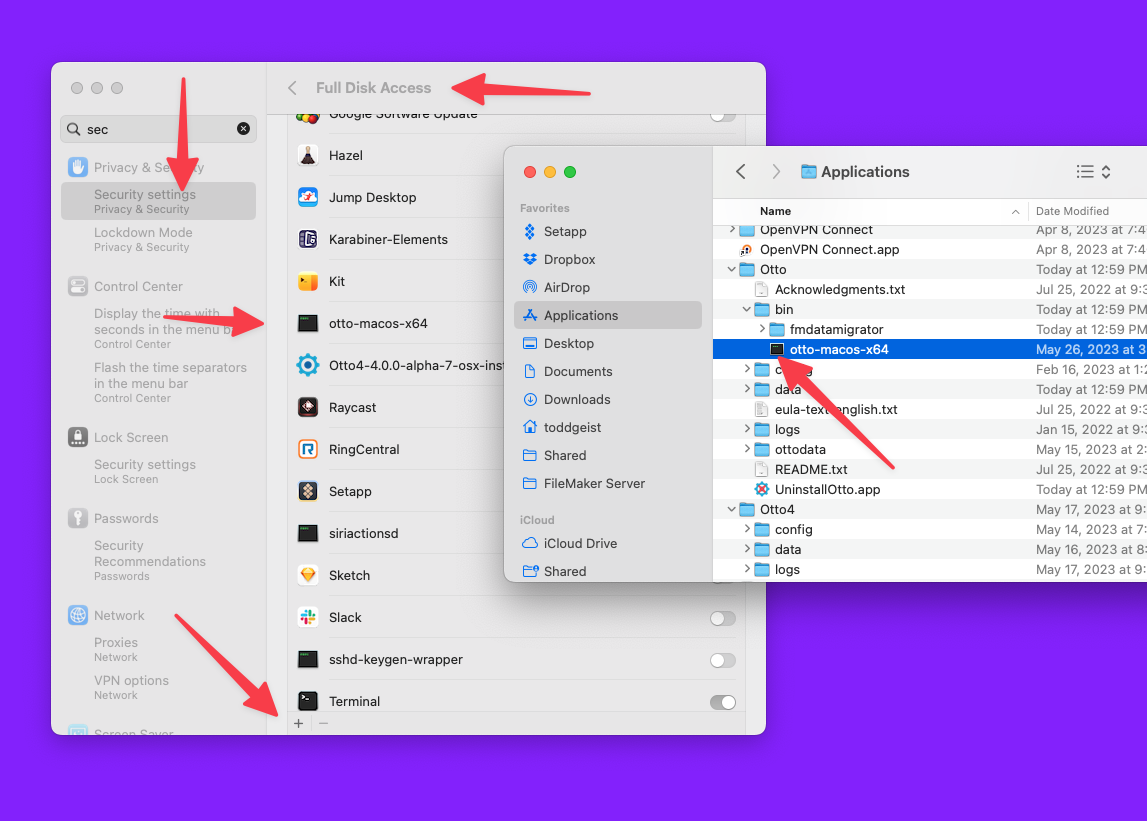 Full Disk Access
sec
Privacy & Security
Security settings
Privacy & Security
Lockdown Mode
Privacy & Security
Control Center
Display the time with
seconds in the menu b
Control Center
Flash the time separators
in the menu bar
Control Center
Lock Screen
Security settings
Lock Screen
Passwords
Security
Recommendations
Passwords
Network
Proxies
Network
VPN options
Network
Screen Saver
Google Software Update
Hazel
Jump Desktop
Karabiner-Elements
Kit
otto-macos-x64
Otto4-4.0.0-alpha-7-osx-inst
Raycast
RingCentral
Setapp
siriactionsd
Sketch
Slack
sshd-keygen-wrapper
Terminal
+ −
Favorites
Setapp
Dropbox
AirDrop
Applications
Desktop
Documents
Downloads
toddgeist
Shared
FileMaker Server
iCloud
iCloud Drive
Shared
Applications
Name Date Modified
OpenVPN Connect Apr 8, 2023 at 7:4
OpenVPN Connect.app Apr 8, 2023 at 7:4
Otto Today at 12:59 PM
Acknowledgments.txt Jul 25, 2022 at 9:3
bin Today at 12:59 PM
fmdatamigrator Today at 12:59 PM
otto-macos-x64 May 26, 2023 at 3
config Feb 16, 2023 at 1:2
data Today at 12:59 PM
eula-text-english.txt Jul 25, 2022 at 9:3
logs Jan 15, 2022 at 9:3
ottodata May 15, 2023 at 2:
README.txt Jul 25, 2022 at 9:3
UninstallOtto.app Today at 12:59 PM
Otto4 May 17, 2023 at 9:
config May 14, 2023 at 7:
data May 16, 2023 at 8:
logs May 17, 2023 at 9: